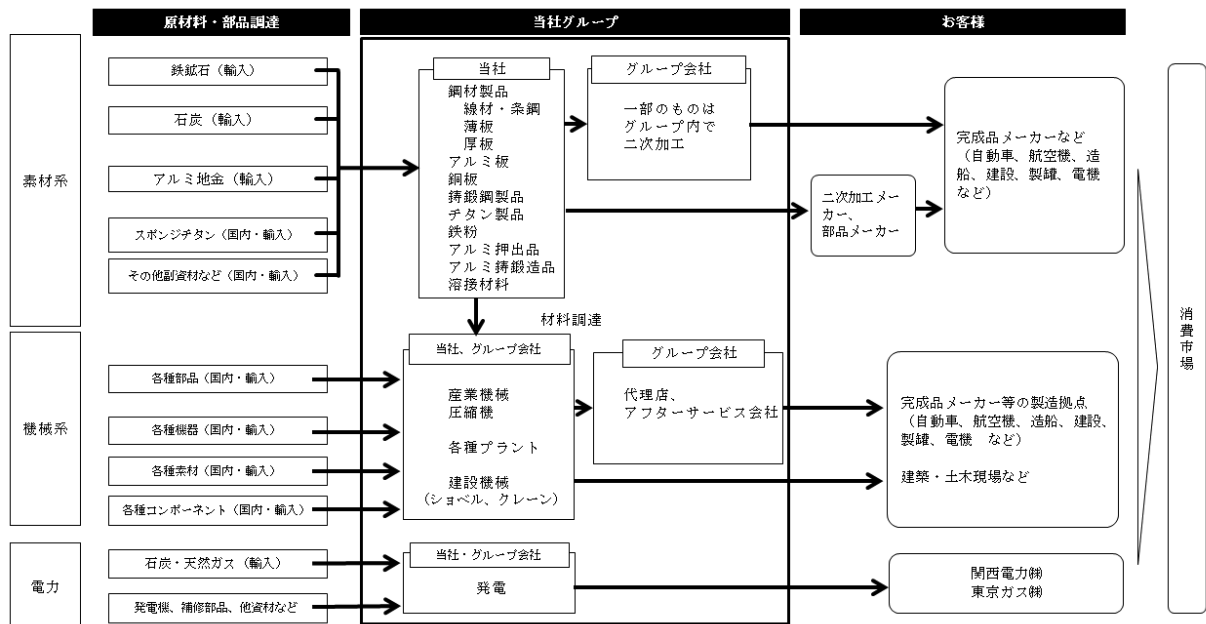 原材料・部品調達
当社グループ
お客様
素材系
鉄鉱石（輸入）
石炭（輸入）
アルミ地金（輸入）
スポンジチタン（国内・輸入）
その他副資材など（国内・輸入）
当社
鋼材製品
線材・条鋼
薄板
厚板
アルミ板
銅板
鋳鍛鋼製品
チタン製品
鉄粉
アルミ押出品
アルミ鋳鍛造品
溶接材料
グループ会社
一部のものは
グループ内で
二次加工
二次加工メー
カー、
部品メーカー
完成品メーカーなど
（自動車、航空機、造
船、建設、製罐、電機
など）
材料調達
機械系
各種部品（国内・輸入）
各種機器（国内・輸入）
各種素材（国内・輸入）
各種コンポーネント（国内・輸入）
当社、グループ会社
産業機械
圧縮機
各種プラント
建設機械
（ショベル、クレーン）
グループ会社
代理店、
アフターサービス会社
完成品メーカー等の製造拠点
（自動車、航空機、造船、建設、
製罐、電機　など）
建築・土木現場など
電力
石炭・天然ガス（輸入）
発電機、補修部品、他資材など
当社・グループ会社
発電
関西電力㈱
東京ガス㈱
消費市場